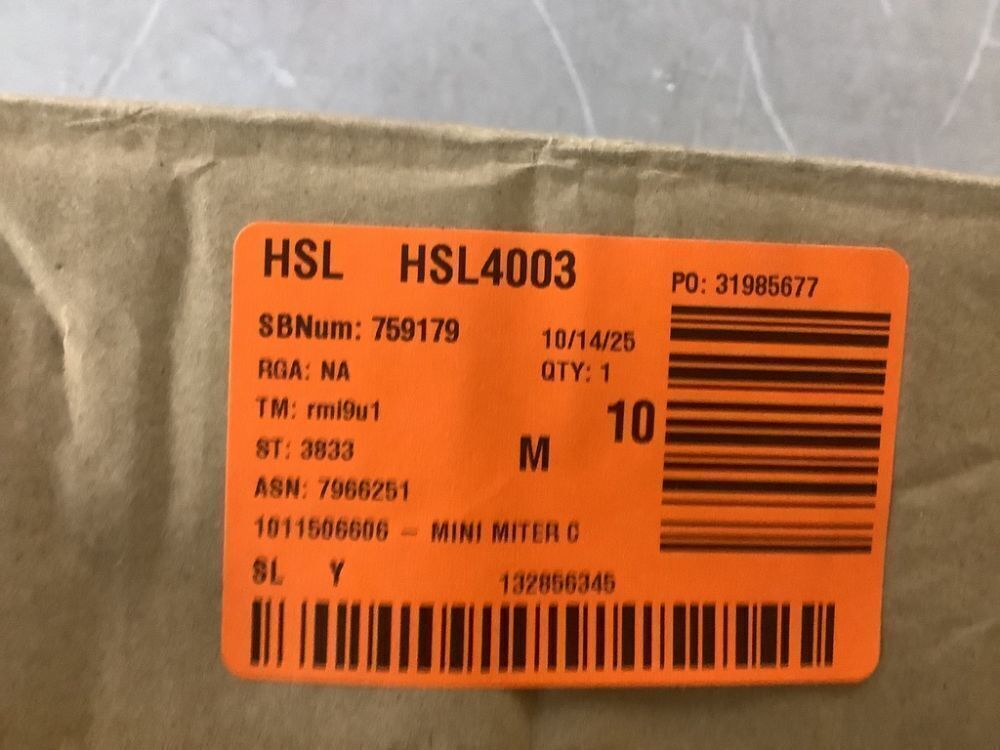 HSL HSL4003
PO: 31985677
SBNum: 759179
10/14/25
RGA: NA
QTY: 1
TM: rmi9u1
10
ST: 3833
M
ASN: 7966251
1011506606 – MINI MITER C
SL Y
132856345